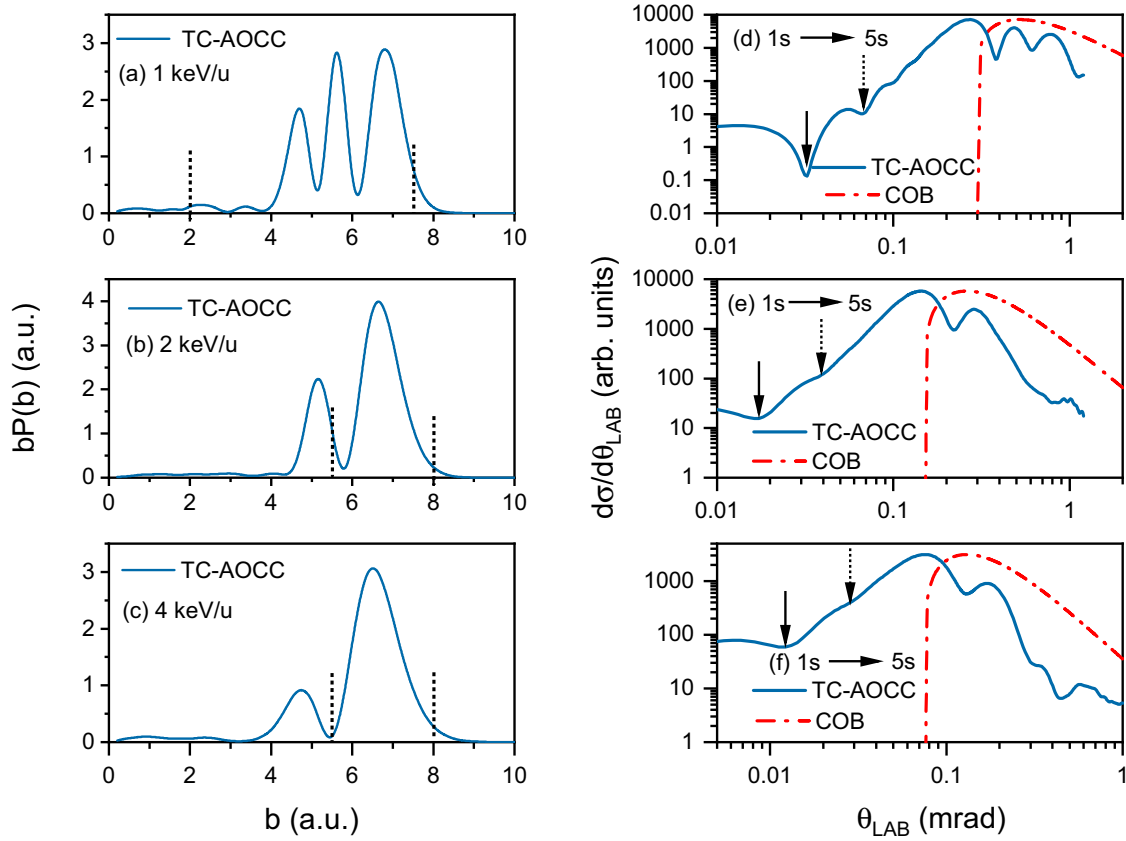 bP(b) (a.u.)
3
2
1
0
TC-AOCC
(a) 1 keV/u
0 2 4 6 8 10
4
3
2
1
0
TC-AOCC
(b) 2 keV/u
0 2 4 6 8 10
3
2
1
0
TC-AOCC
(c) 4 keV/u
0 2 4 6 8 10
b (a.u.)
dσ/dθLAB (arb. units)
10000
1000
100
10
1
0.1
0.01
(d) 1s 5s
TC-AOCC
COB
0.01 0.1 1
10000
1000
100
10
1
(e) 1s 5s
TC-AOCC
COB
0.01 0.1 1
1000
100
10
1
(f) 1s 5s
TC-AOCC
COB
0.01 0.1 1
θLAB (mrad)